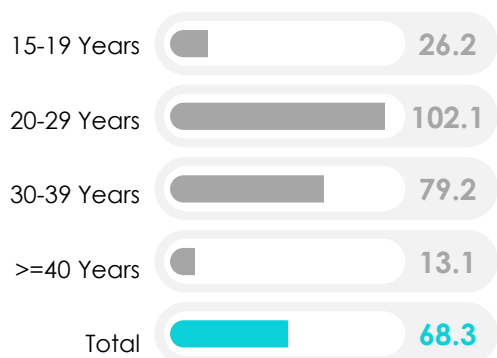 15-19 Years 26.2
20-29 Years 102.1
30-39 Years 79.2
>=40 Years 13.1
Total 68.3